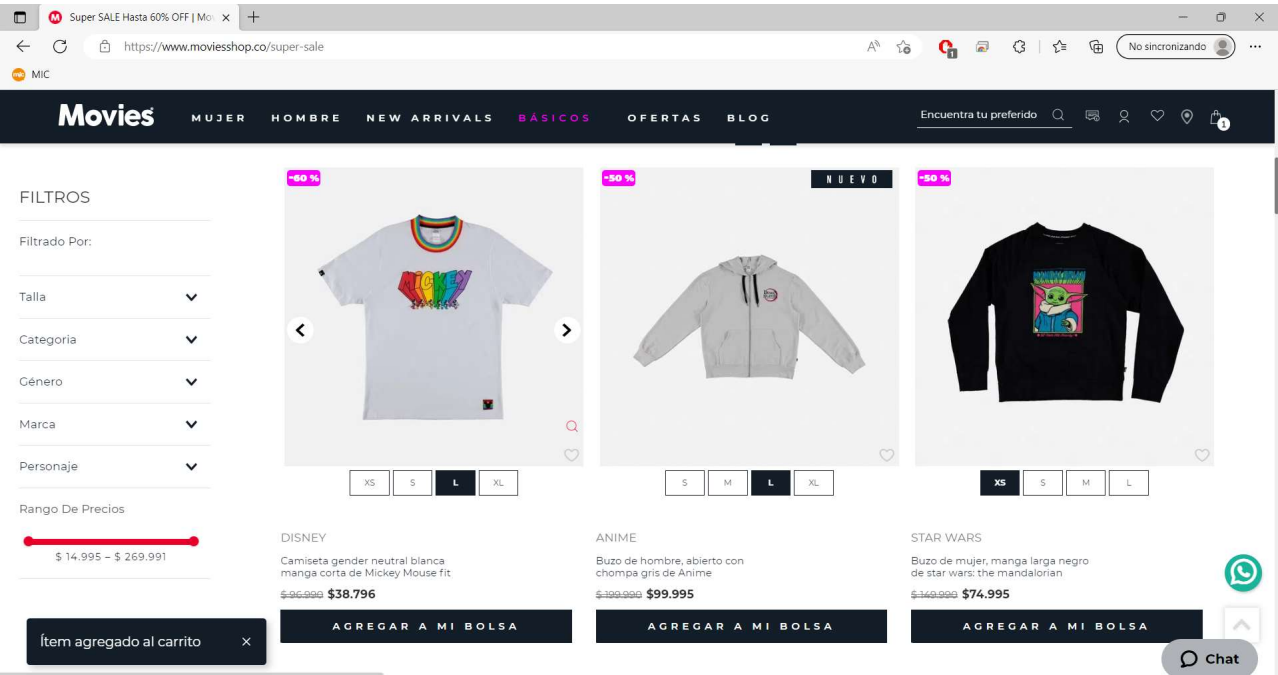 Super SALE Hasta 60% OFF | Mov
https://www.moviesshop.co/super-sale
1
No sincronizando
mic MIC
Movies
MUJER HOMBRE NEW ARRIVALS BÁSICOS OFERTAS BLOG
Encuentra tu preferido
1
FILTROS
Filtrado Por:
Talla
Categoria
Género
Marca
Personaje
Rango De Precios
$ 14.995 – $ 269.991
-60 %
MICKEY
XS S L XL
DISNEY
Camiseta gender neutral blanca
manga corta de Mickey Mouse fit
$ 96.990 $38.796
AGREGAR A MI BOLSA
-50 %
NUEVO
S M L XL
ANIME
Buzo de hombre, abierto con
chompa gris de Anime
$ 199.990 $99.995
AGREGAR A MI BOLSA
-50 %
XS S M L
STAR WARS
Buzo de mujer, manga larga negro
de star wars: the mandalorian
$ 149.990 $74.995
AGREGAR A MI BOLSA
Ítem agregado al carrito
Chat